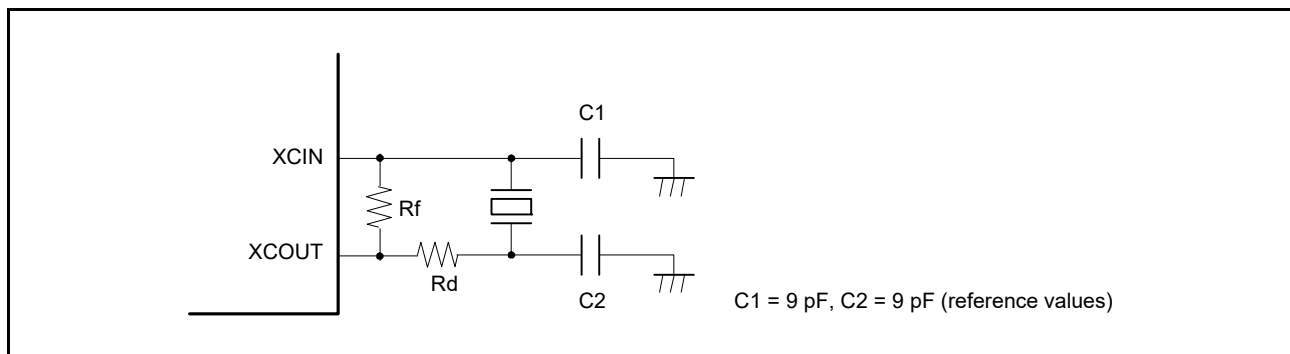 C1
XCIN
Rf
XCOUT
Rd
C2
C1 = 9 pF, C2 = 9 pF (reference values)